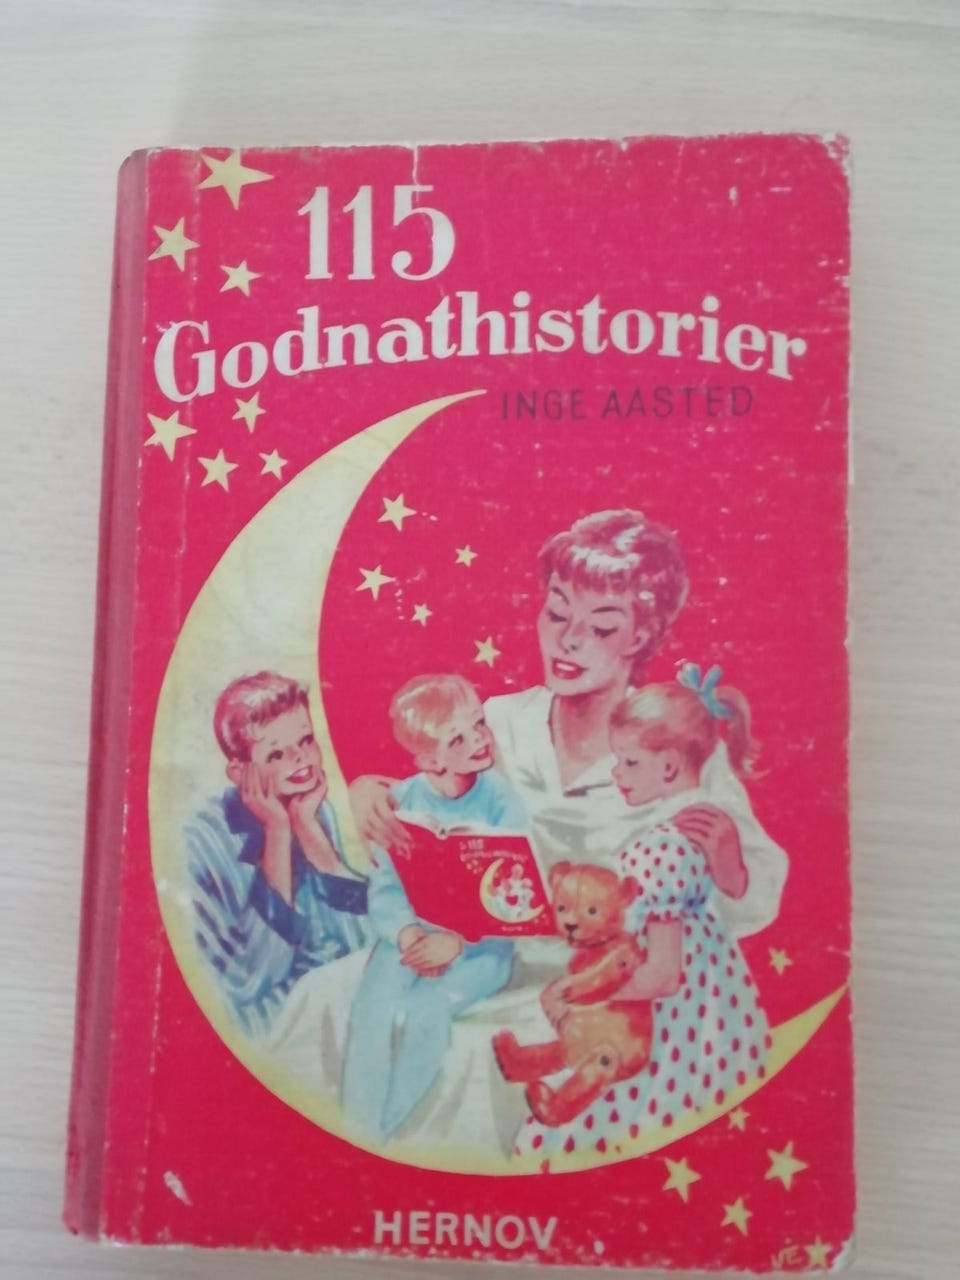 115
Godnathistorier
INGE AASTED
HERNOV